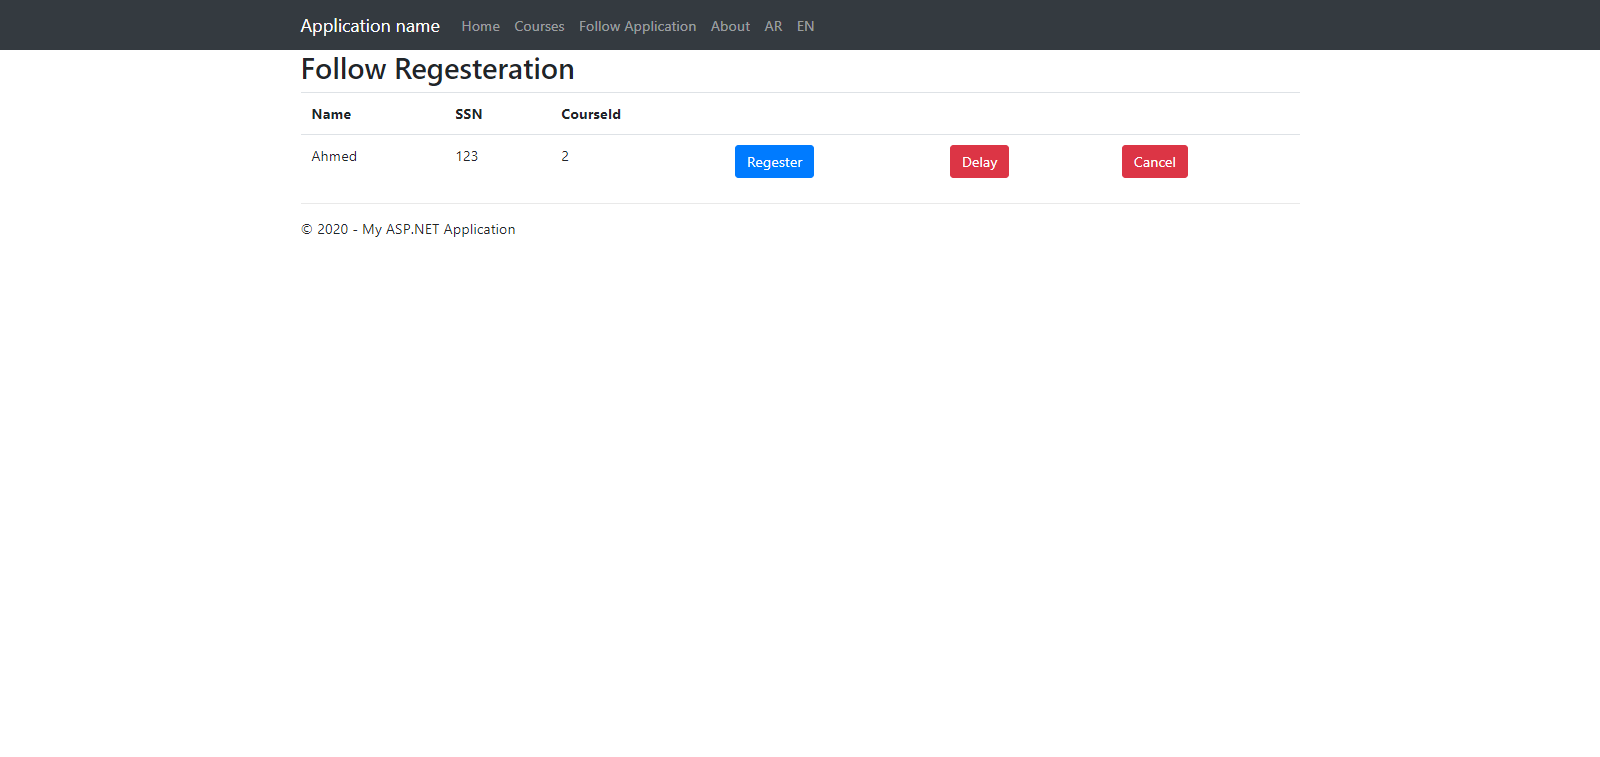 Application name Home Courses Follow Application About AR EN
Follow Regesteration
Name SSN CourseId
Ahmed 123 2 Regester Delay Cancel
© 2020 - My ASP.NET Application